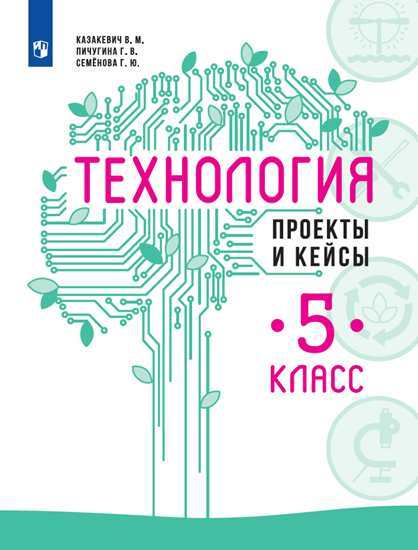 КАЗАКЕВИЧ В. М.
ПИЧУГИНА Г. В.
СЕМЁНОВА Г. Ю.
ТЕХНОЛОГИЯ
ПРОЕКТЫ
И КЕЙСЫ
·5·
КЛАСС